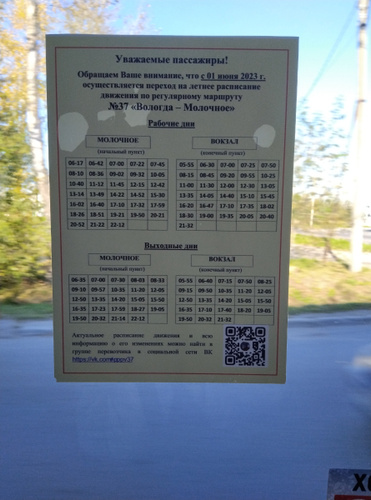 Уважаемые пассажиры!
Обращаем Ваше внимание, что с 01 июня 2023 г.
осуществляется переход на летнее расписание
движения по регулярному маршруту
№37 «Вологда – Молочное»
Рабочие дни
МОЛОЧНОЕ ВОКЗАЛ
(начальный пункт) (конечный пункт)
06-17 06-42 07-00 07-22 07-45 05-55 06-30 07-00 07-25 07-50
08-10 08-36 09-02 09-32 10-05 08-15 08-45 09-20 09-55 10-25
10-40 11-12 11-45 12-15 12-42 11-00 11-30 12-00 12-30 13-05
13-14 13-49 14-22 14-52 15-30 13-35 14-05 14-40 15-10 15-45
16-02 16-40 17-10 17-32 17-59 16-20 16-47 17-10 17-35 18-02
18-26 18-51 19-21 19-50 20-21 18-30 19-00 19-35 20-05
20-52 21-22 22-12 21-32
Выходные дни
МОЛОЧНОЕ ВОКЗАЛ
(начальный пункт) (конечный пункт)
06-35 07-00 07-38 08-03 08-33 05-55 06-40 07-15 07-50 08-25
09-10 09-57 10-35 11-20 12-05 09-15 09-50 10-35 11-20 12-05
12-50 13-35 14-20 15-05 15-50 12-50 13-35 14-20 15-05 15-50
16-35 17-23 17-59 18-27 19-05 16-35 17-10 17-40 18-20 19-05
19-50 20-32 21-14 22-12 19-50 20-32 21-32
Актуальное расписание движения и всю
информацию о его изменениях можно найти в
группе перевозчика в социальной сети ВК